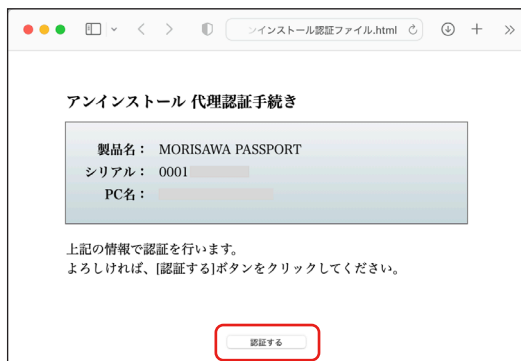 ンインストール認証ファイル.html
アンインストール 代理認証手続き
製品名： MORISAWA PASSPORT
シリアル： 0001
PC名：
上記の情報で認証を行います。
よろしければ、[認証する]ボタンをクリックしてください。
認証する